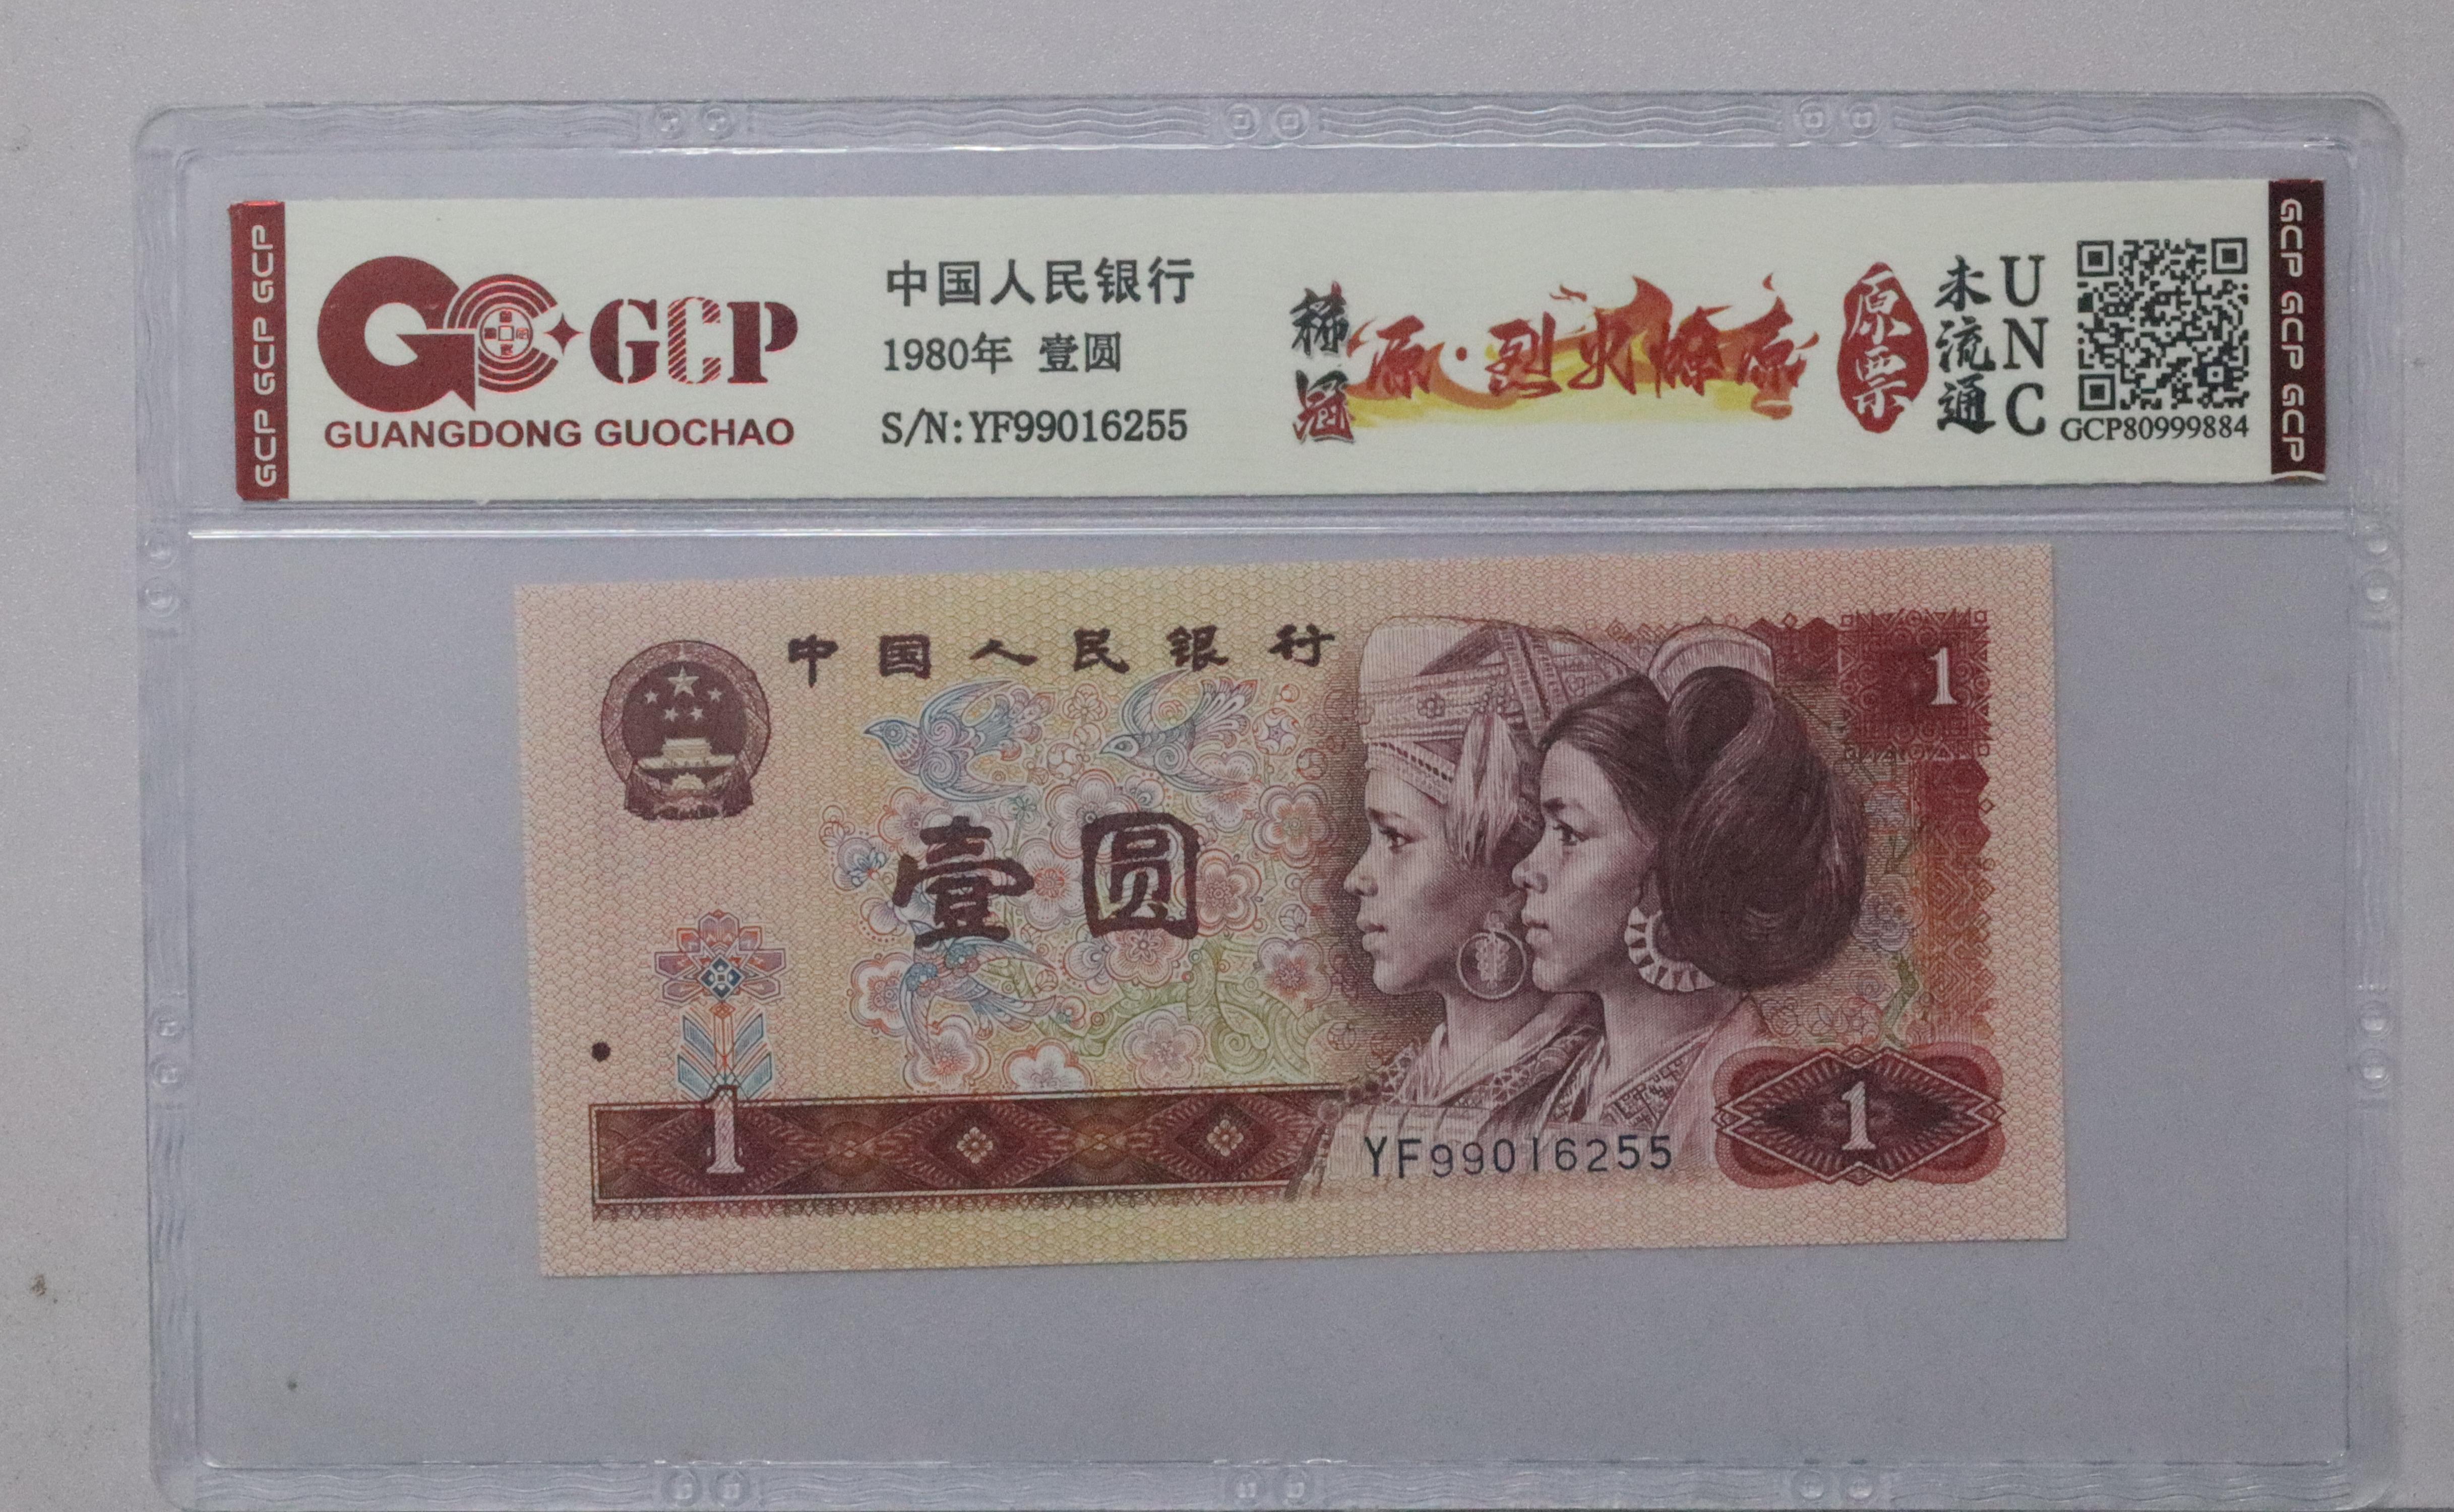 GCP GCP GCP
GCP
GUANGDONG GUOCHAO
中国人民银行
1980年 壹圆
S/N:YF99016255
稀冠
原·烈火燎原
原票
未流通
UNC
GCP80999884
GCP GCP GCP
中国人民银行
1
壹圆
1
YF99016255
1